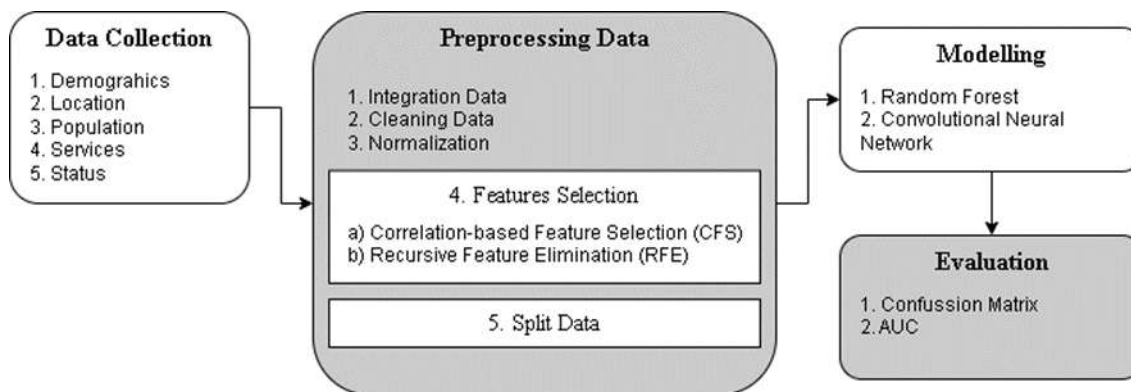 Data Collection
1. Demograhics
2. Location
3. Population
4. Services
5. Status
Preprocessing Data
1. Integration Data
2. Cleaning Data
3. Normalization
4. Features Selection
a) Correlation-based Feature Selection (CFS)
b) Recursive Feature Elimination (RFE)
5. Split Data
Modelling
1. Random Forest
2. Convolutional Neural
Network
Evaluation
1. Confussion Matrix
2. AUC